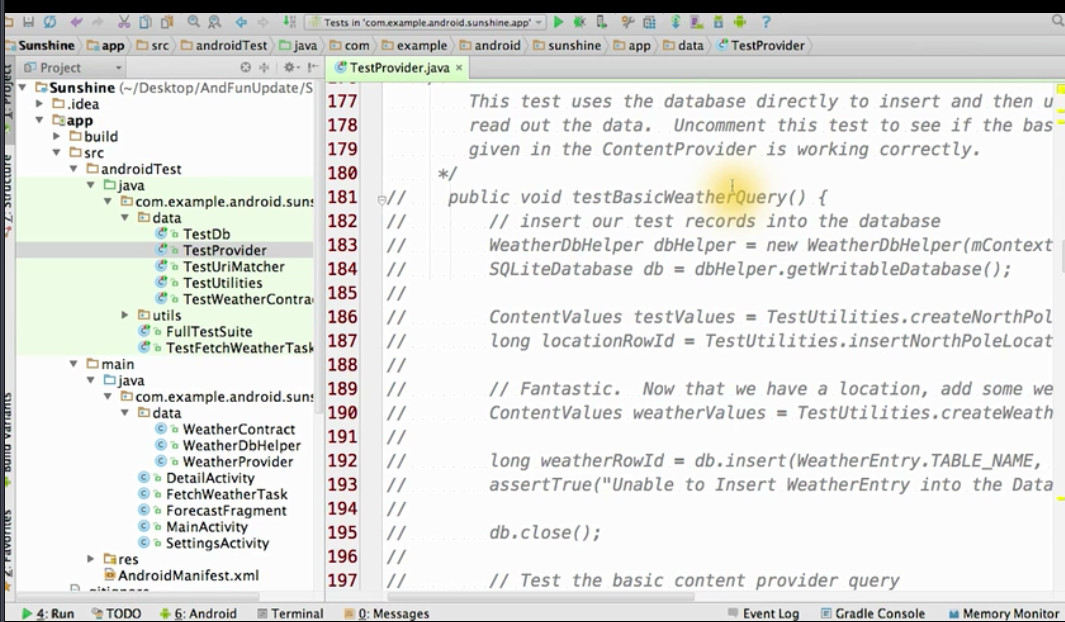 Tests in 'com.example.android.sunshine.app'
Sunshine app src androidTest java com example android sunshine app data TestProvider
Project
TestProvider.java
Sunshine (~/Desktop/AndFunUpdate/S
.idea
app
build
src
androidTest
java
com.example.android.suns
data
TestDb
TestProvider
TestUriMatcher
TestUtilities
TestWeatherContra
utils
FullTestSuite
TestFetchWeatherTask
main
java
com.example.android.suns
data
WeatherContract
WeatherDbHelper
WeatherProvider
DetailActivity
FetchWeatherTask
ForecastFragment
MainActivity
SettingsActivity
res
AndroidManifest.xml
177 This test uses the database directly to insert and then u
178 read out the data. Uncomment this test to see if the bas
179 given in the ContentProvider is working correctly.
180 */
181 // public void testBasicWeatherQuery() {
182 // // insert our test records into the database
183 // WeatherDbHelper dbHelper = new WeatherDbHelper(mContext
184 // SQLiteDatabase db = dbHelper.getWritableDatabase();
185 //
186 // ContentValues testValues = TestUtilities.createNorthPol
187 // long locationRowId = TestUtilities.insertNorthPoleLocat
188 //
189 // // Fantastic. Now that we have a location, add some we
190 // ContentValues weatherValues = TestUtilities.createWeath
191 //
192 // long weatherRowId = db.insert(WeatherEntry.TABLE_NAME,
193 // assertTrue("Unable to Insert WeatherEntry into the Data
194 //
195 // db.close();
196 //
197 // // Test the basic content provider query
Z: Structure
Build Variants
2: Favorites
4: Run TODO 6: Android Terminal 0: Messages Event Log Gradle Console Memory Monitor